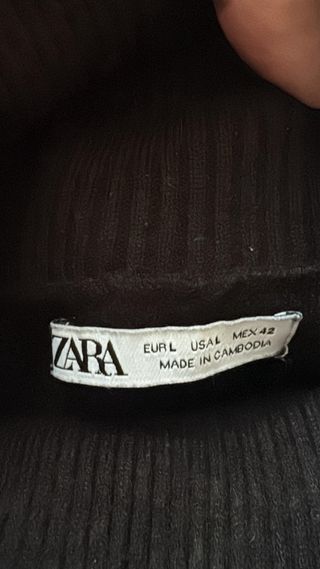 ZARA
EUR L USA L MEX 42
MADE IN CAMBODIA